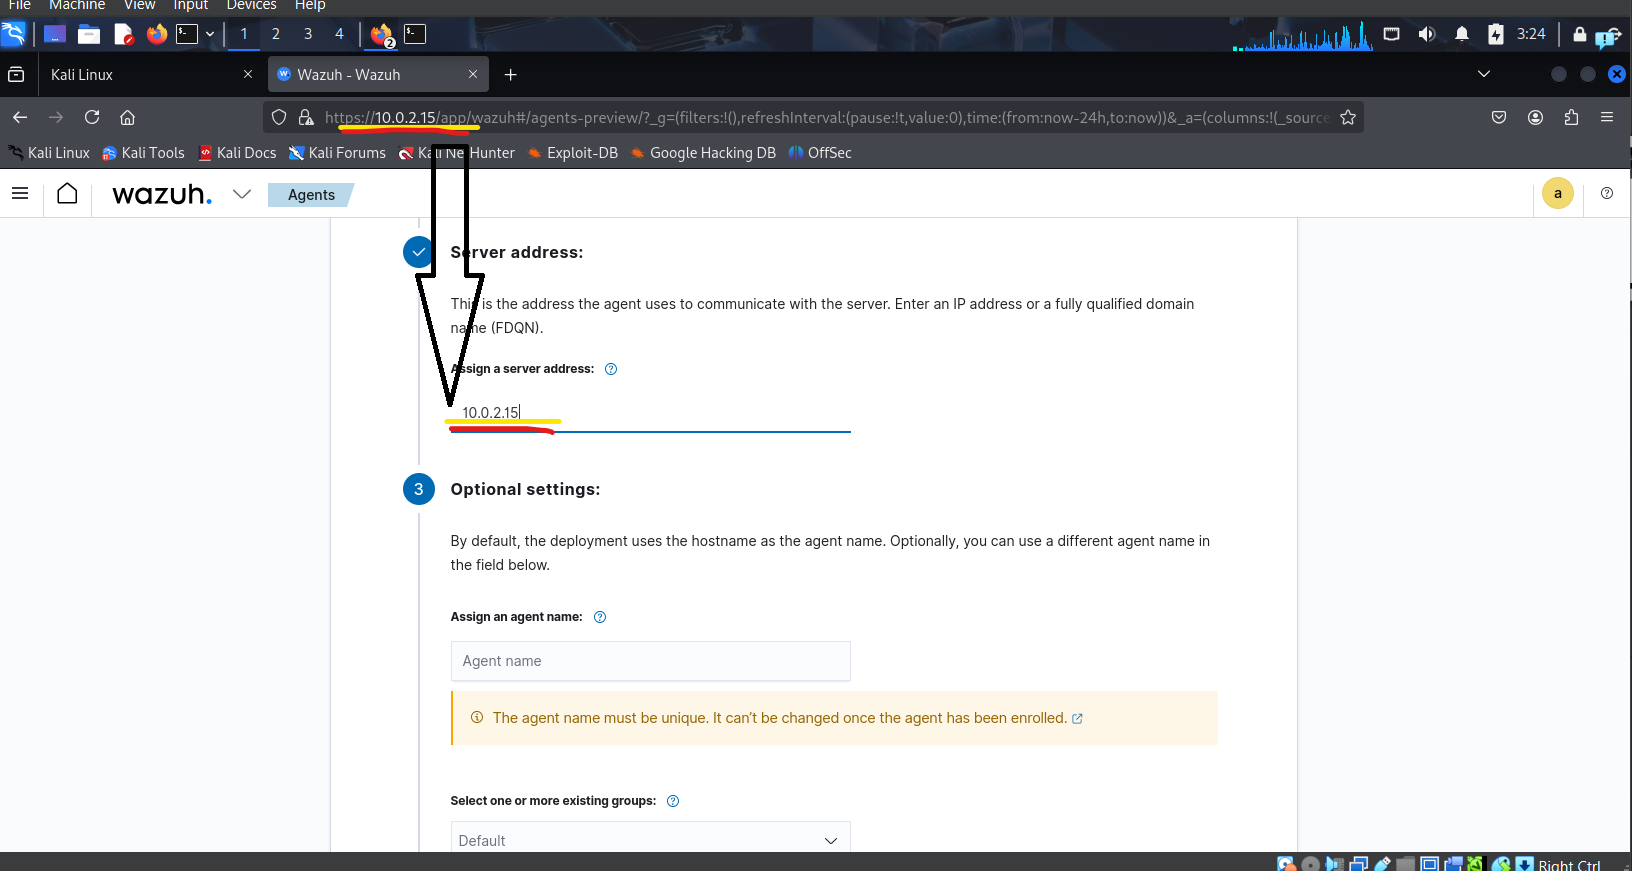 File Machine View Input Devices Help
1 2 3 4 2 3:24
Kali Linux Wazuh - Wazuh
https://10.0.2.15/app/wazuh#/agents-preview/?_g=(filters:!(),refreshInterval:(pause:!t,value:0),time:(from:now-24h,to:now))&_a=(columns:!(_source
Kali Linux Kali Tools Kali Docs Kali Forums Kali NetHunter Exploit-DB Google Hacking DB OffSec
wazuh. Agents a
Server address:
This is the address the agent uses to communicate with the server. Enter an IP address or a fully qualified domain
name (FDQN).
Assign a server address:
10.0.2.15
3 Optional settings:
By default, the deployment uses the hostname as the agent name. Optionally, you can use a different agent name in
the field below.
Assign an agent name:
Agent name
The agent name must be unique. It can’t be changed once the agent has been enrolled.
Select one or more existing groups:
Default
Right Ctrl